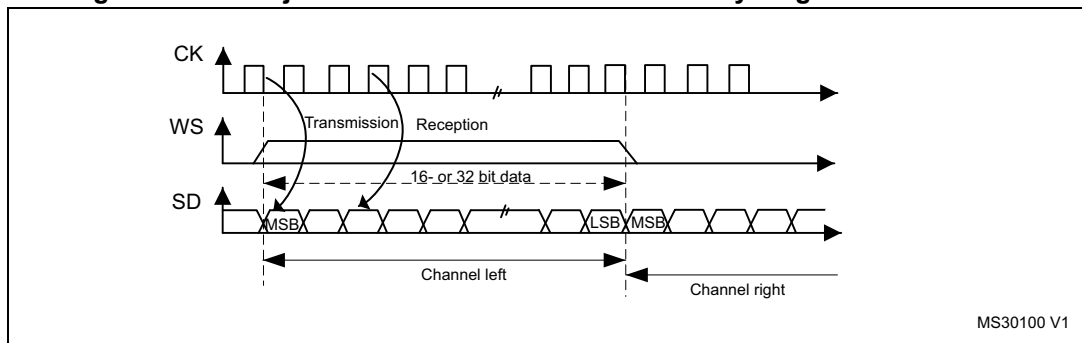 CK
Transmission
Reception
WS
16- or 32 bit data
SD
MSB
LSB
MSB
Channel left
Channel right
MS30100 V1